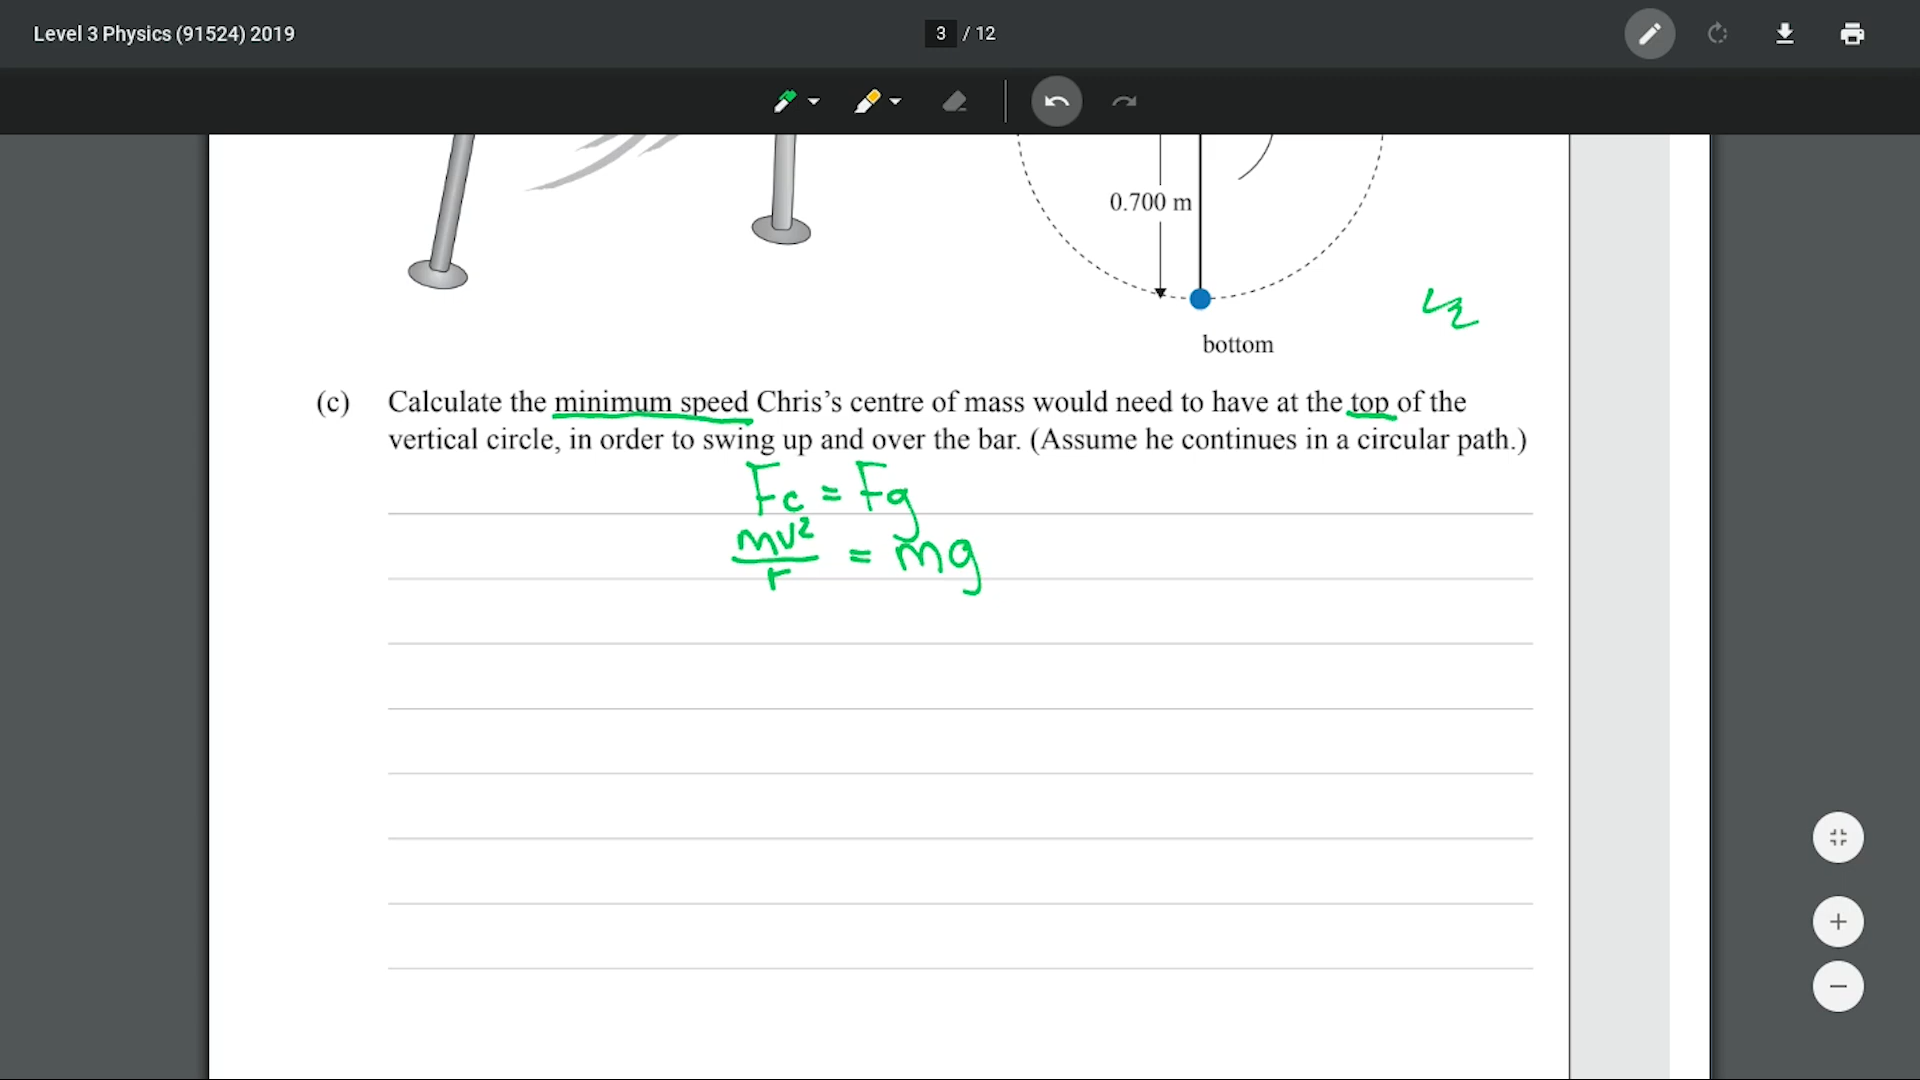 Level 3 Physics (91524) 2019
3 / 12
0.700 m
bottom
(c) Calculate the minimum speed Chris’s centre of mass would need to have at the top of the
vertical circle, in order to swing up and over the bar. (Assume he continues in a circular path.)
Fc = Fg
mv²/r = mg